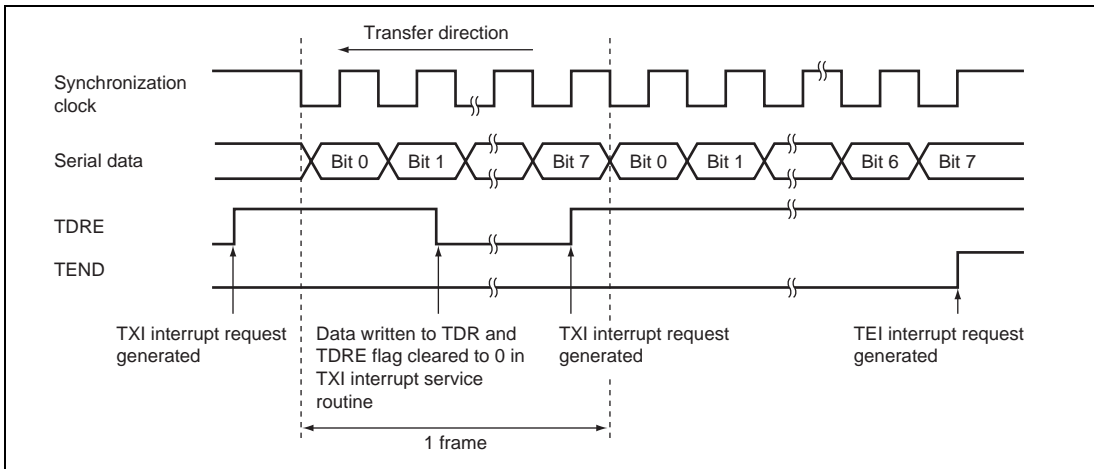 Transfer direction
Synchronization
clock
Serial data
Bit 0
Bit 1
Bit 7
Bit 0
Bit 1
Bit 6
Bit 7
TDRE
TEND
TXI interrupt request
generated
Data written to TDR and
TDRE flag cleared to 0 in
TXI interrupt service
routine
TXI interrupt request
generated
TEI interrupt request
generated
1 frame